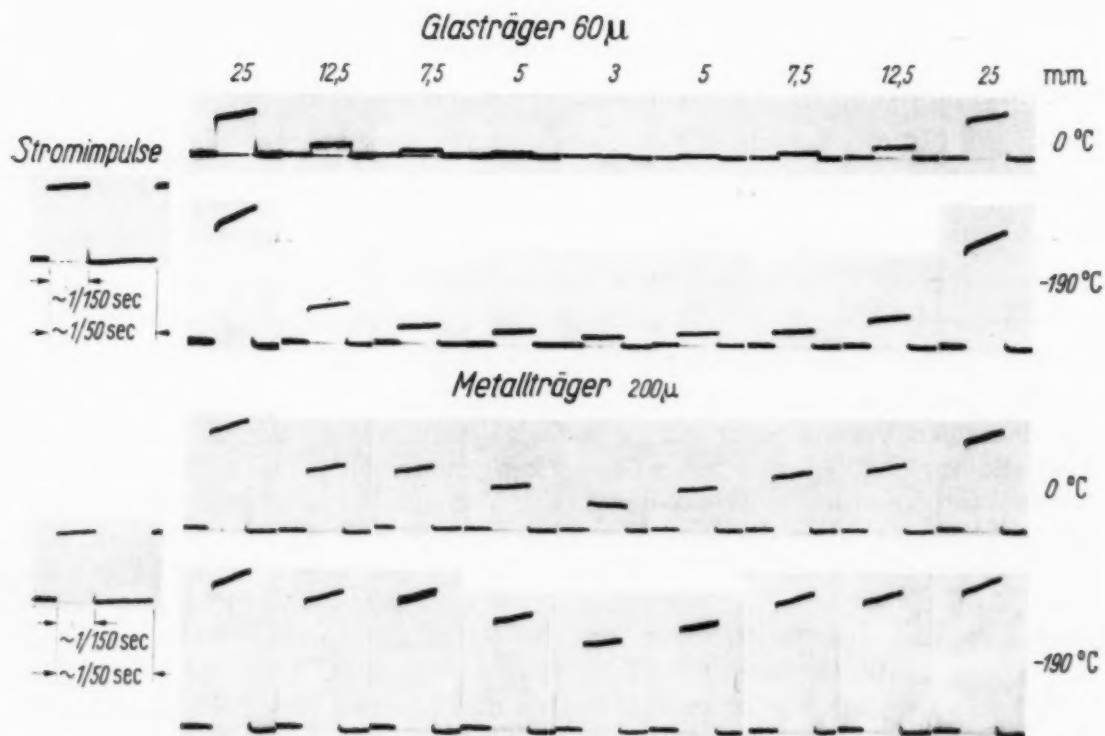 Glasträger 60µ
25 12,5 7,5 5 3 5 7,5 12,5 25 mm
0 °C
Stromimpulse
~1/150 sec
~1/50 sec
-190 °C
Metallträger 200µ
0 °C
~1/150 sec
~1/50 sec
-190 °C